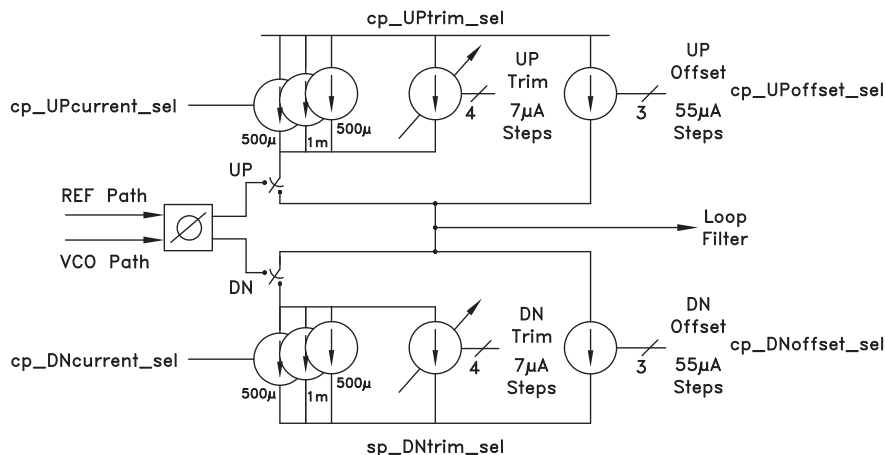 cp_UPtrim_sel
UP
Trim
7μA
Steps
4
UP
Offset
55μA
Steps
3
cp_UPoffset_sel
cp_UPcurrent_sel
500μ
1m
500μ
UP
REF Path
VCO Path
DN
Loop
Filter
DN
Trim
7μA
Steps
4
DN
Offset
55μA
Steps
3
cp_DNoffset_sel
cp_DNcurrent_sel
500μ
1m
500μ
sp_DNtrim_sel